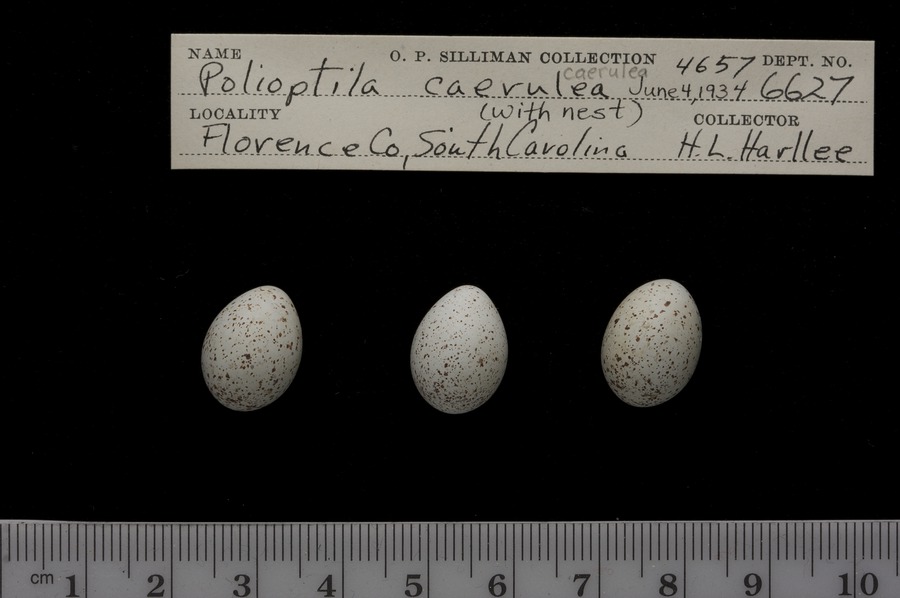 NAME O. P. SILLIMAN COLLECTION 4657 DEPT. NO.
caerulea
Polioptila caerulea June 4, 1934 6627
LOCALITY (with nest) COLLECTOR
Florence Co, South Carolina H. L. Harllee
cm 1 2 3 4 5 6 7 8 9 10